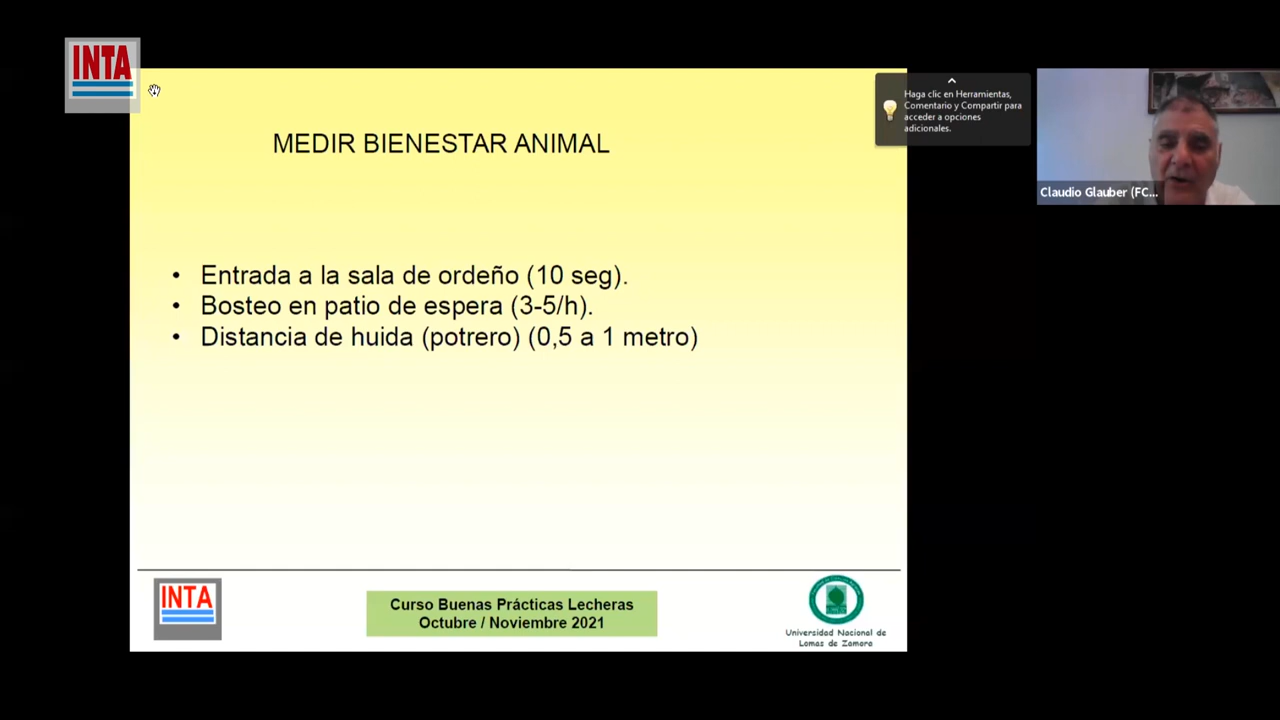 INTA
MEDIR BIENESTAR ANIMAL
• Entrada a la sala de ordeño (10 seg).
• Bosteo en patio de espera (3-5/h).
• Distancia de huida (potrero) (0,5 a 1 metro)
Haga clic en Herramientas,
Comentario y Compartir para
acceder a opciones
adicionales.
Claudio Glauber (FC...
INTA
Curso Buenas Prácticas Lecheras
Octubre / Noviembre 2021
Universidad Nacional de
Lomas de Zamora